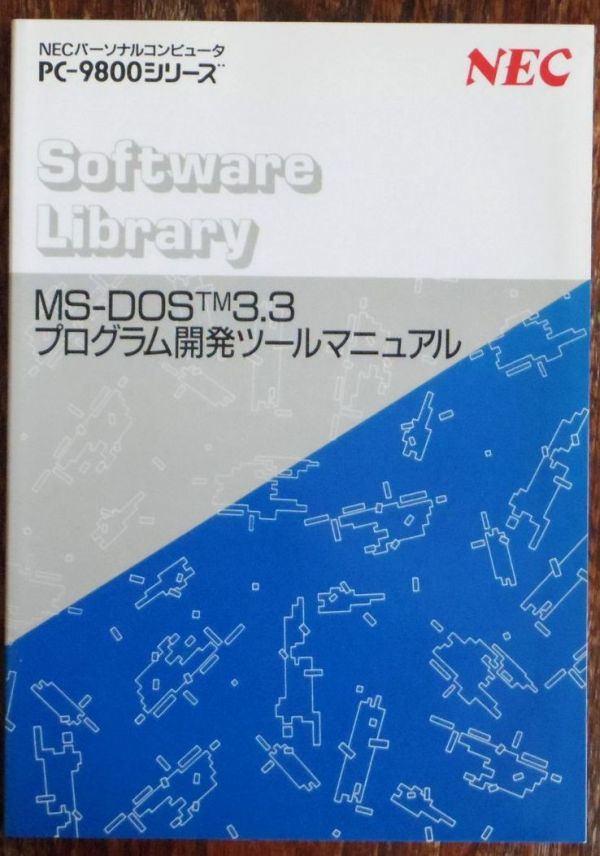 NECパーソナルコンピュータ
PC-9800シリーズ
NEC
Software
Library
MS-DOS™3.3
プログラム開発ツールマニュアル